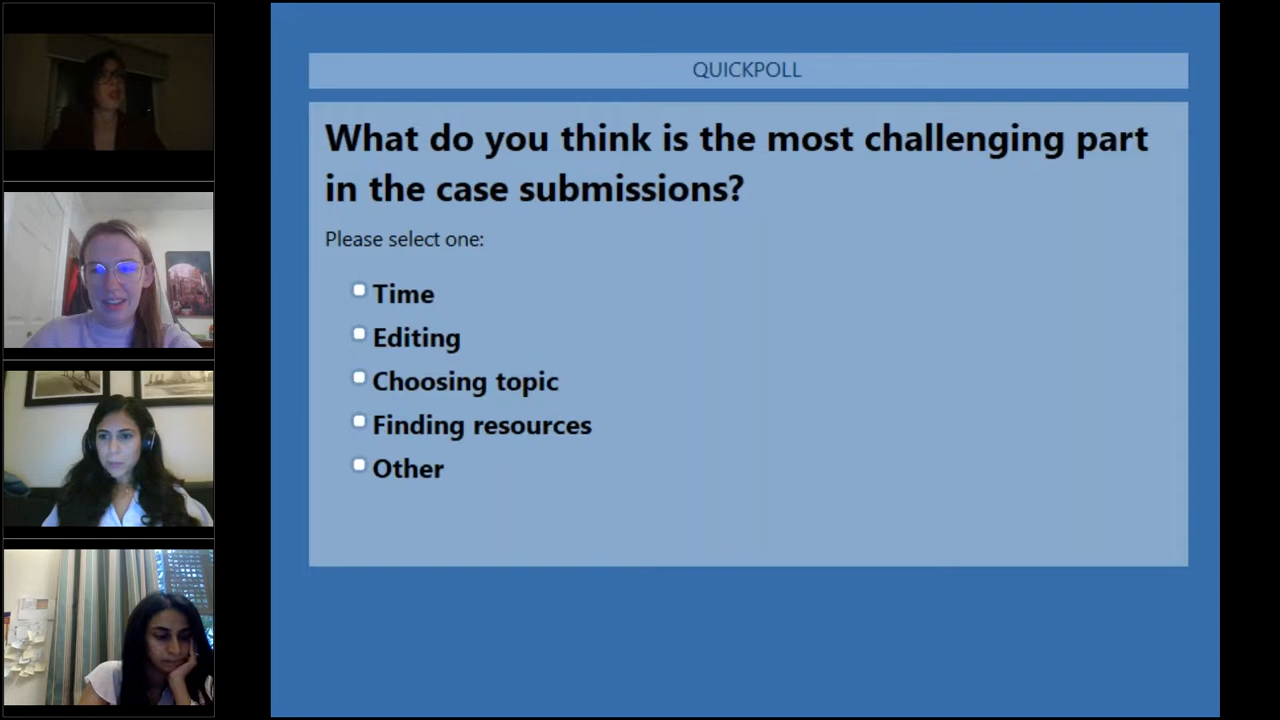 QUICKPOLL
What do you think is the most challenging part
in the case submissions?
Please select one:
Time
Editing
Choosing topic
Finding resources
Other